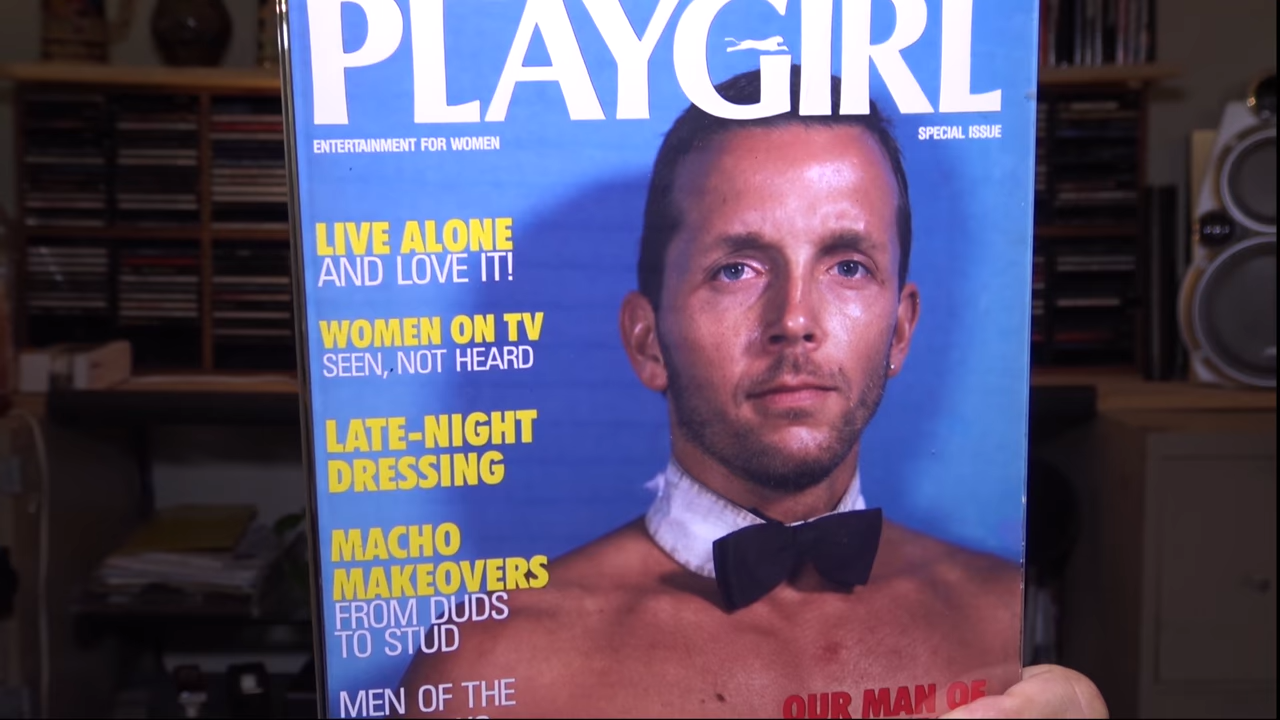 PLAYGIRL
ENTERTAINMENT FOR WOMEN
SPECIAL ISSUE
LIVE ALONE
AND LOVE IT!
WOMEN ON TV
SEEN, NOT HEARD
LATE-NIGHT
DRESSING
MACHO
MAKEOVERS
FROM DUDS
TO STUD
MEN OF THE
OUR MAN OF